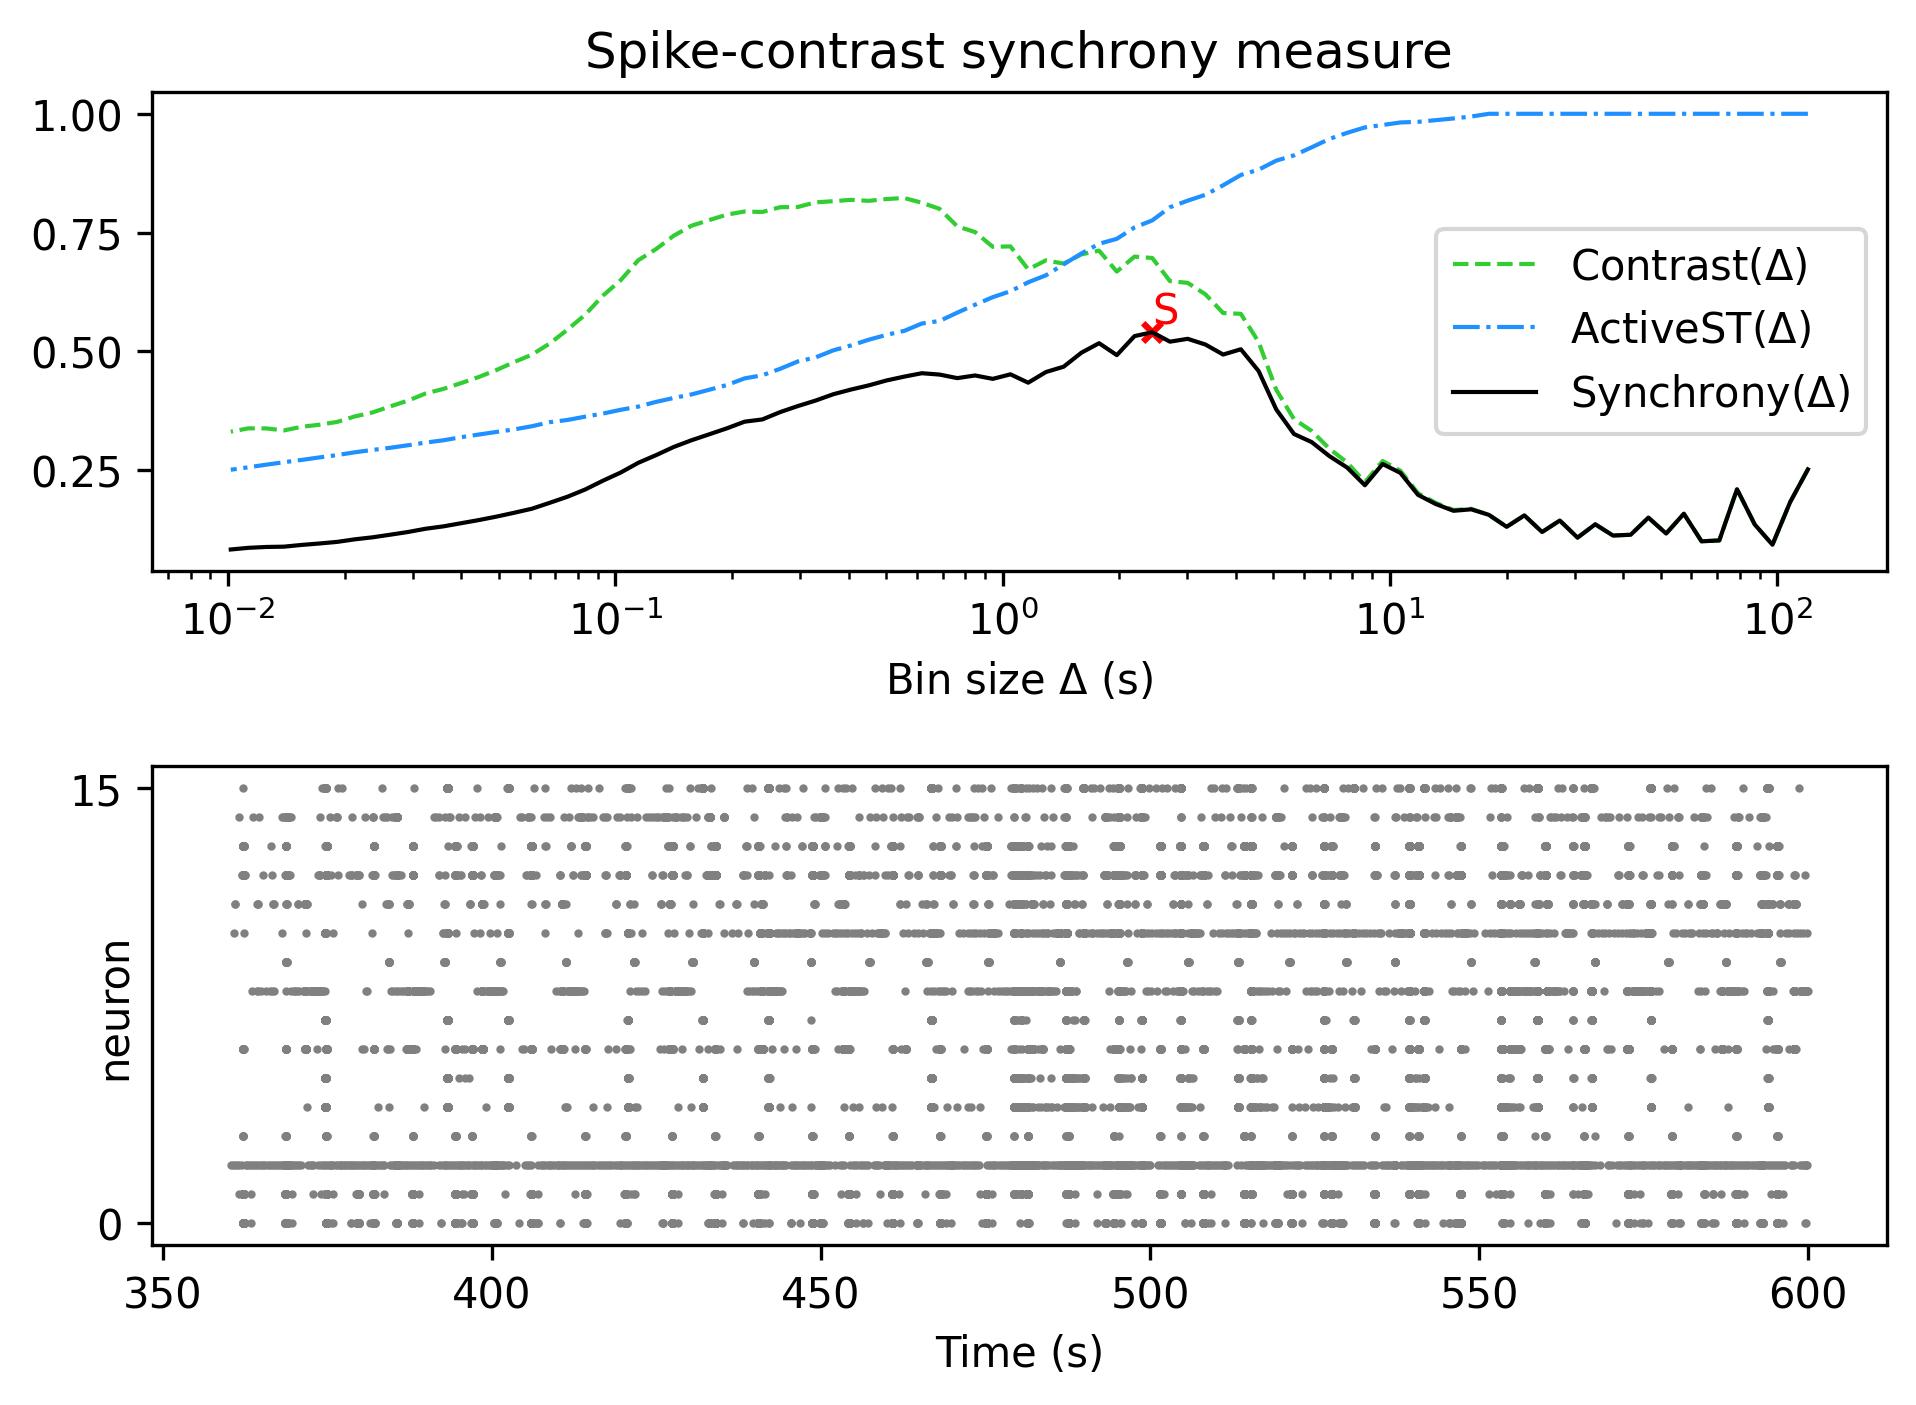 Spike-contrast synchrony measure
1.00
0.75
0.50
0.25
S
Contrast(Δ)
ActiveST(Δ)
Synchrony(Δ)
10⁻² 10⁻¹ 10⁰ 10¹ 10²
Bin size Δ (s)
15
neuron
0
350 400 450 500 550 600
Time (s)